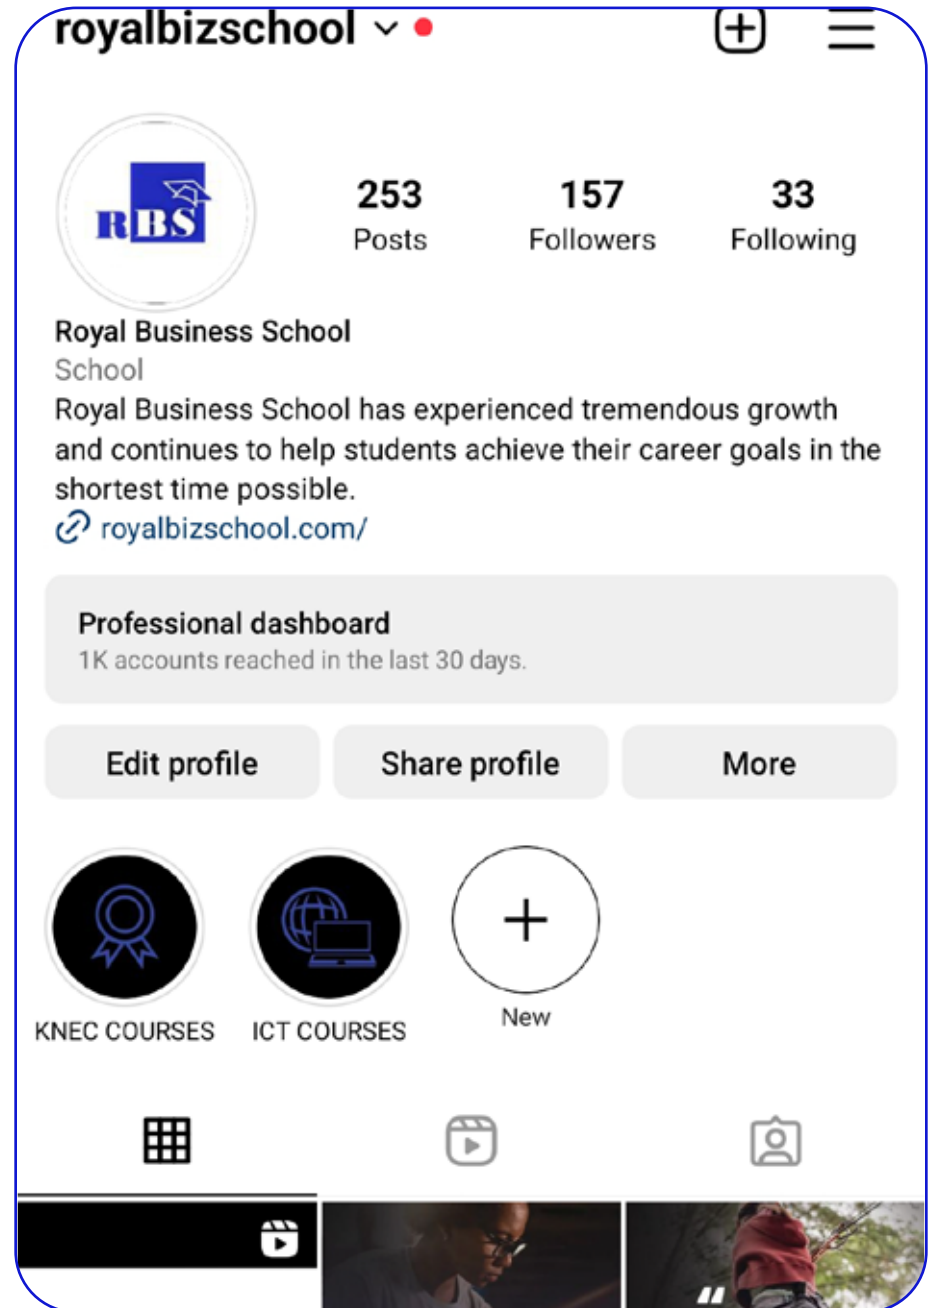 royalbizschool
RBS
253 157 33
Posts Followers Following
Royal Business School
School
Royal Business School has experienced tremendous growth
and continues to help students achieve their career goals in the
shortest time possible.
royalbizschool.com/
Professional dashboard
1K accounts reached in the last 30 days.
Edit profile Share profile More
KNEC COURSES ICT COURSES New